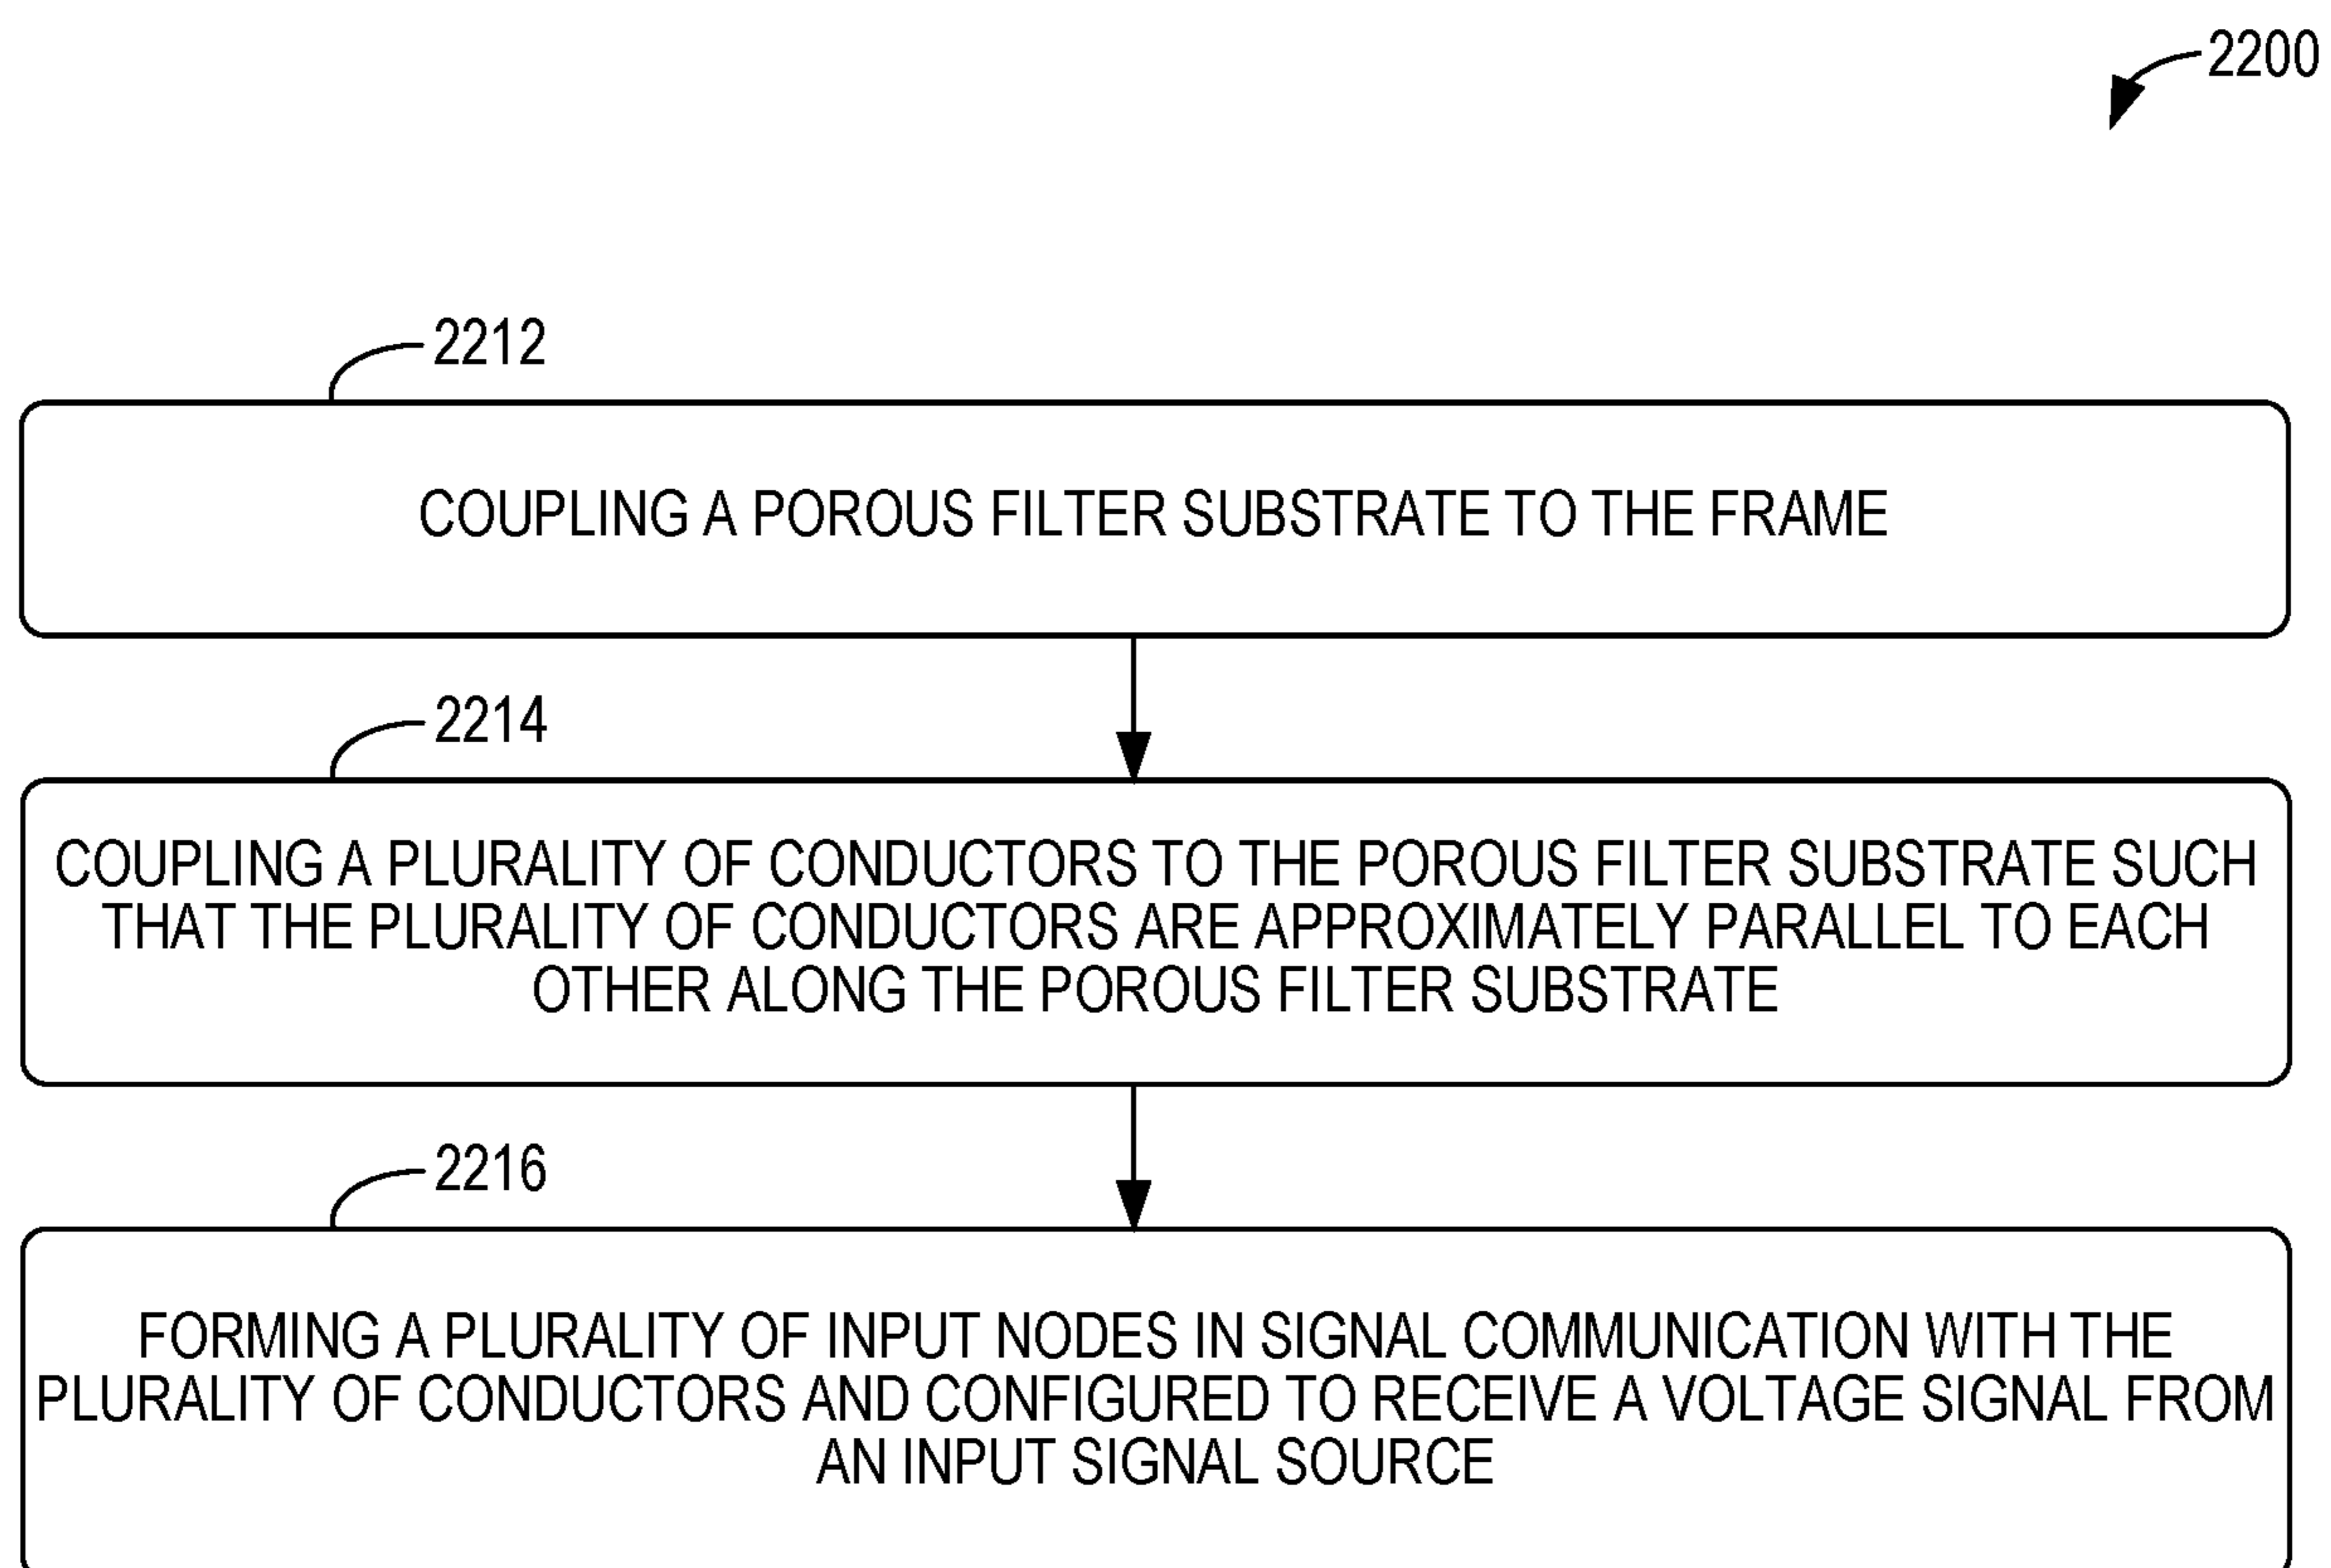 2200
2212
COUPLING A POROUS FILTER SUBSTRATE TO THE FRAME
2214
COUPLING A PLURALITY OF CONDUCTORS TO THE POROUS FILTER SUBSTRATE SUCH
THAT THE PLURALITY OF CONDUCTORS ARE APPROXIMATELY PARALLEL TO EACH
OTHER ALONG THE POROUS FILTER SUBSTRATE
2216
FORMING A PLURALITY OF INPUT NODES IN SIGNAL COMMUNICATION WITH THE
PLURALITY OF CONDUCTORS AND CONFIGURED TO RECEIVE A VOLTAGE SIGNAL FROM
AN INPUT SIGNAL SOURCE